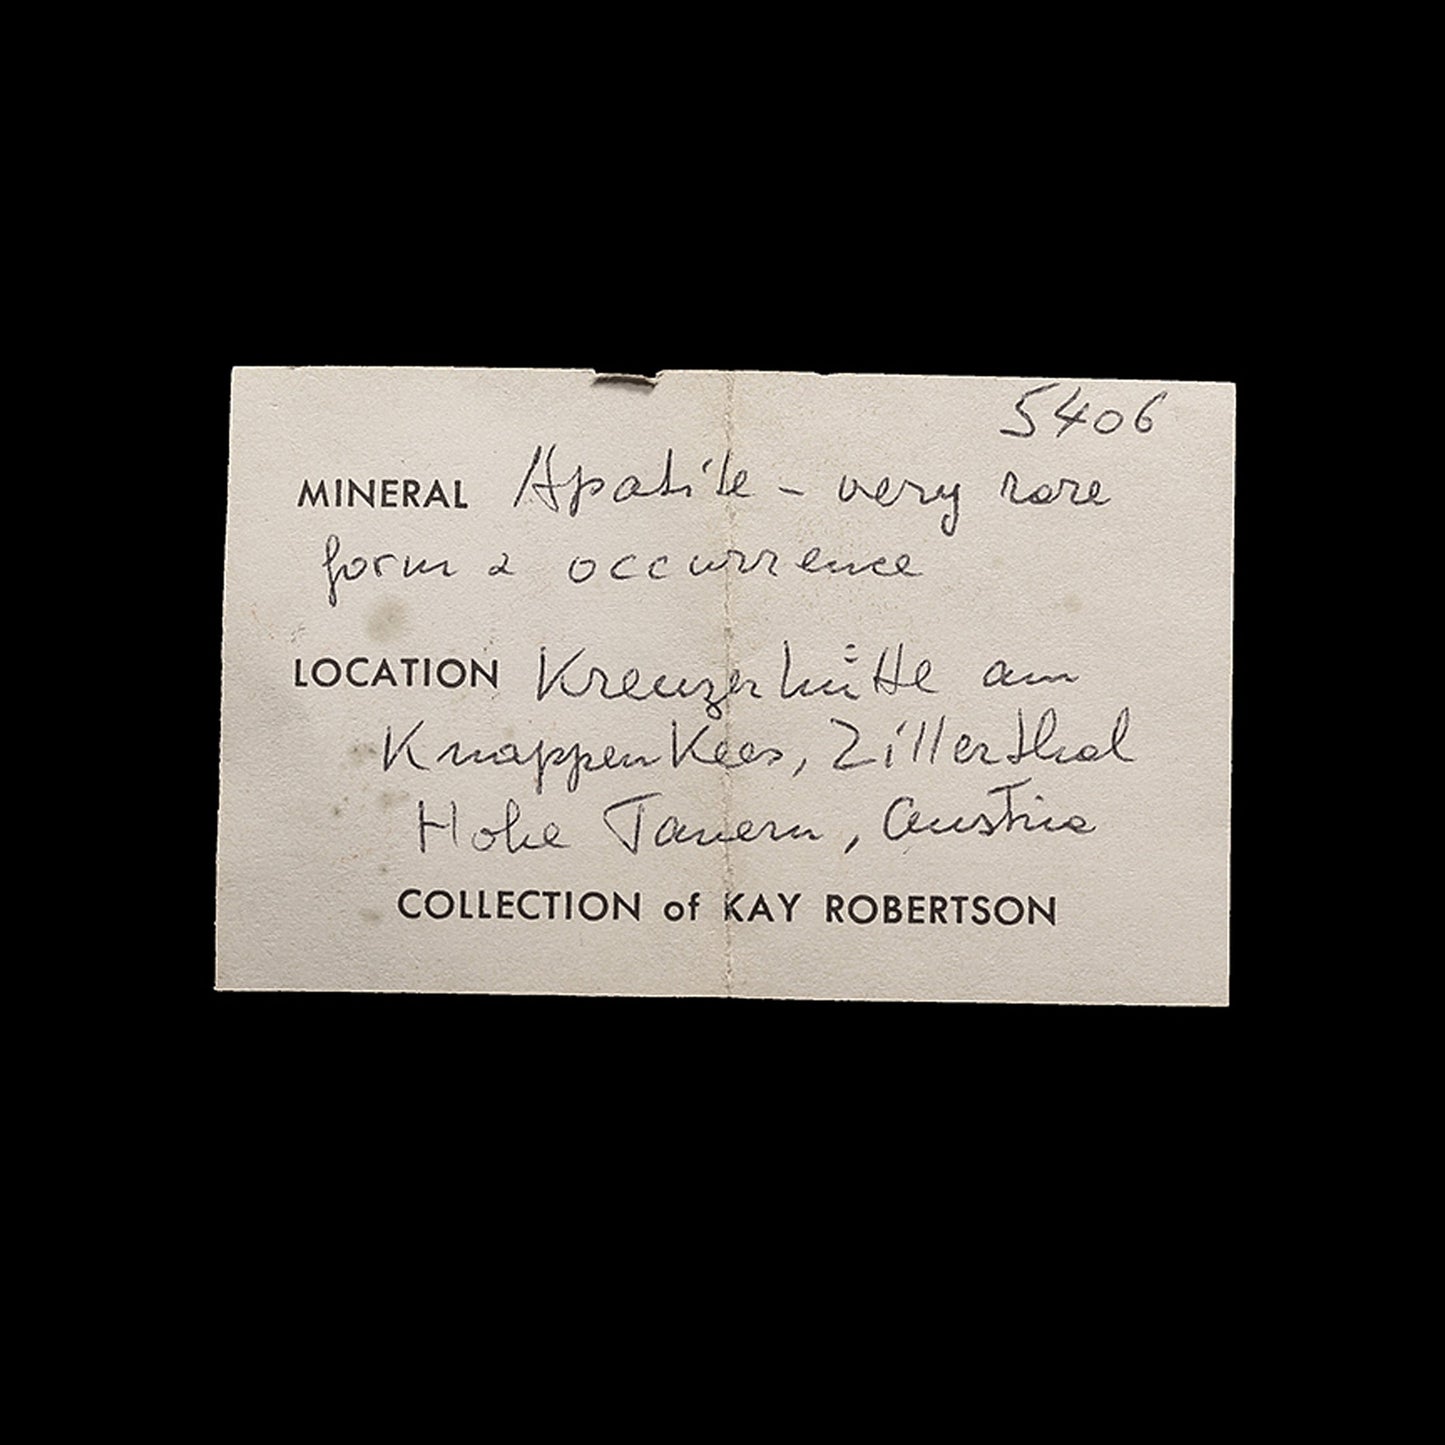 5406
MINERAL Apatite - very rare
form & occurrence
LOCATION Kreuzerhütte am
KnappenKees, Zillerthal
Hohe Tauern, Austria
COLLECTION of KAY ROBERTSON